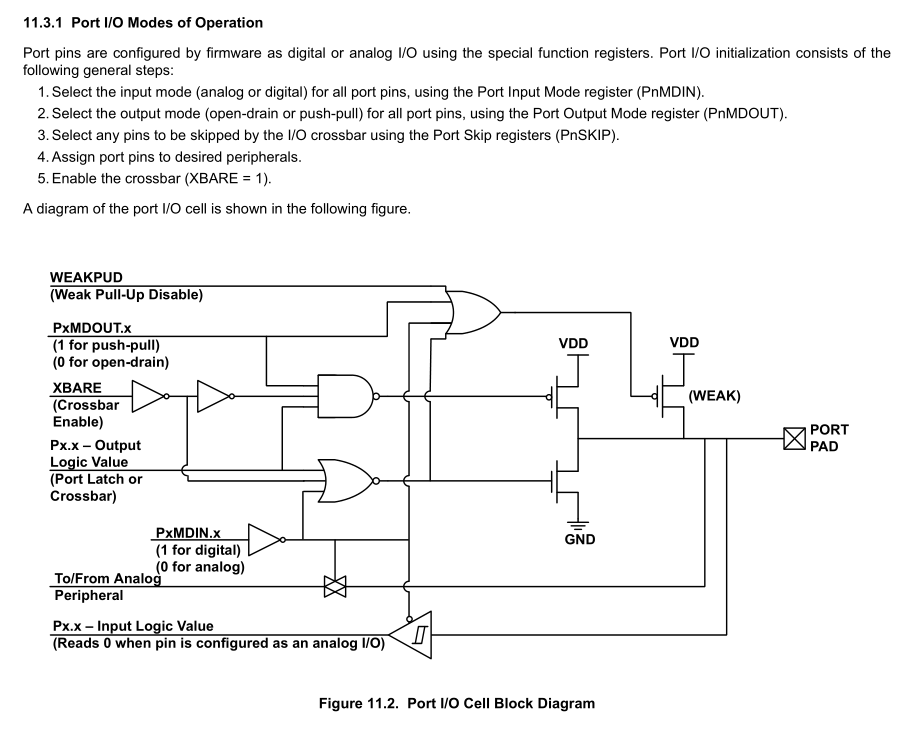 11.3.1 Port I/O Modes of Operation
Port pins are configured by firmware as digital or analog I/O using the special function registers. Port I/O initialization consists of the
following general steps:
1. Select the input mode (analog or digital) for all port pins, using the Port Input Mode register (PnMDIN).
2. Select the output mode (open-drain or push-pull) for all port pins, using the Port Output Mode register (PnMDOUT).
3. Select any pins to be skipped by the I/O crossbar using the Port Skip registers (PnSKIP).
4. Assign port pins to desired peripherals.
5. Enable the crossbar (XBARE = 1).
A diagram of the port I/O cell is shown in the following figure.
WEAKPUD
(Weak Pull-Up Disable)
PxMDOUT.x
(1 for push-pull)
(0 for open-drain)
XBARE
(Crossbar
Enable)
Px.x – Output
Logic Value
(Port Latch or
Crossbar)
PxMDIN.x
(1 for digital)
(0 for analog)
To/From Analog
Peripheral
Px.x – Input Logic Value
(Reads 0 when pin is configured as an analog I/O)
VDD
VDD
(WEAK)
PORT
PAD
GND
Figure 11.2. Port I/O Cell Block Diagram